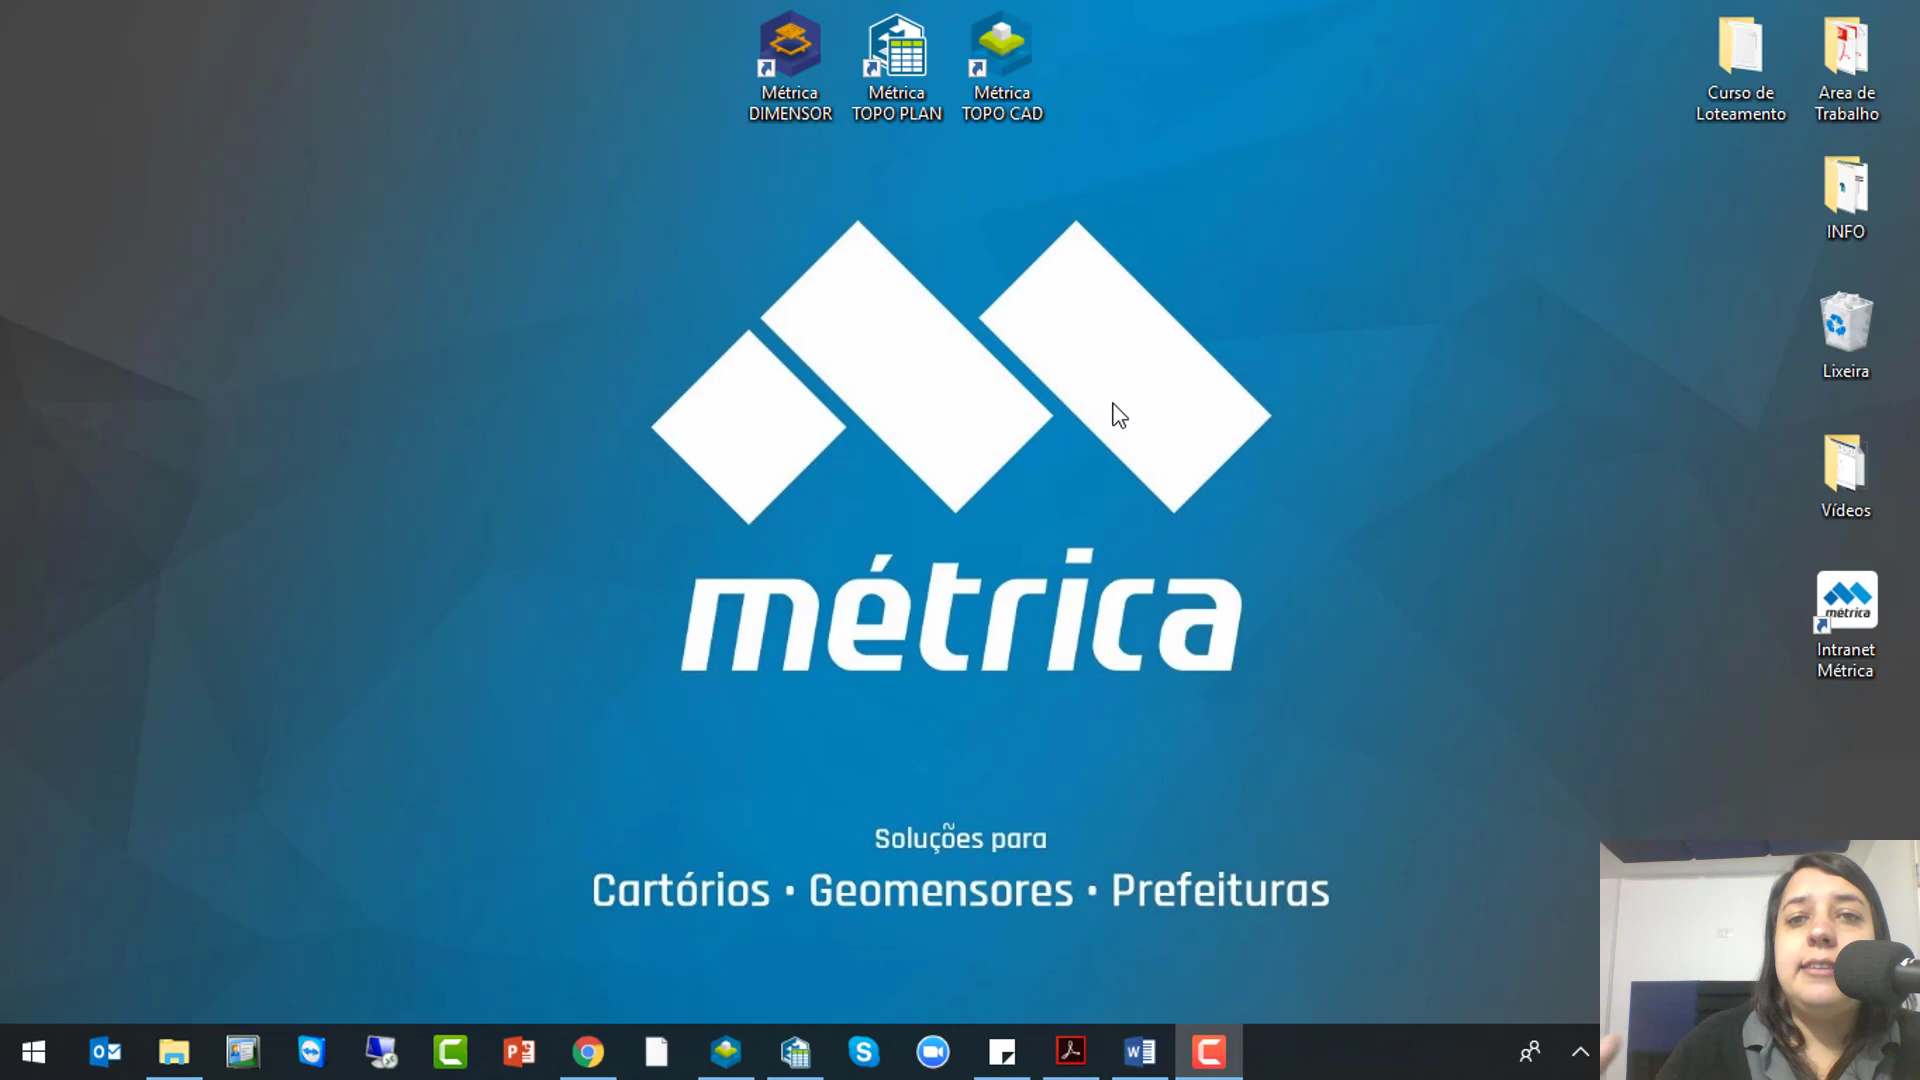 Métrica
DIMENSOR
Métrica
TOPO PLAN
Métrica
TOPO CAD
Curso de
Loteamento
Area de
Trabalho
INFO
Lixeira
Vídeos
métrica
Intranet
Métrica
métrica
Soluções para
Cartórios • Geomensores • Prefeituras